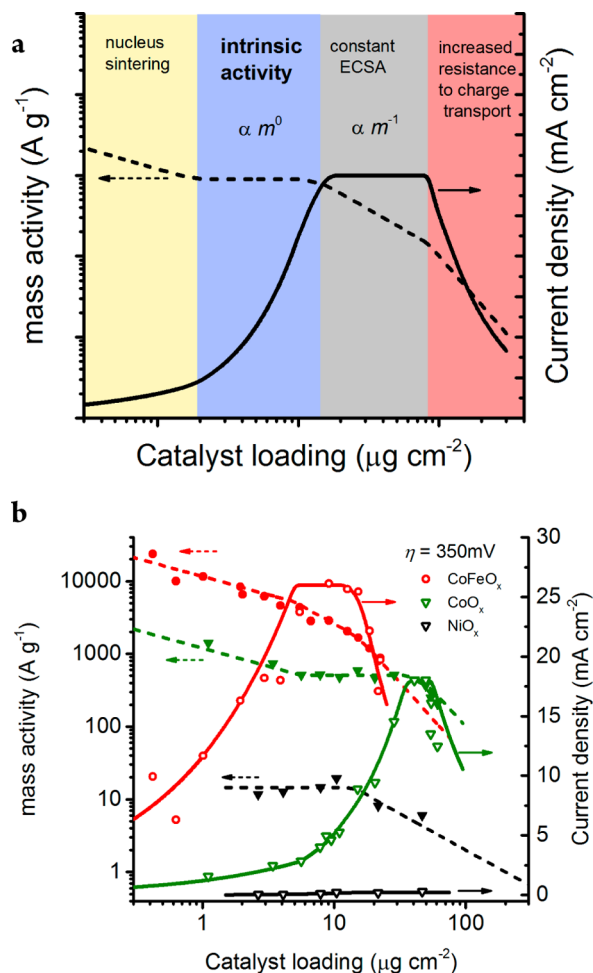 a
nucleus
sintering
intrinsic
activity
α m⁰
constant
ECSA
α m⁻¹
increased
resistance
to charge
transport
mass activity (A g⁻¹)
Current density (mA cm⁻²)
Catalyst loading (μg cm⁻²)
b
η = 350mV
CoFeOₓ
CoOₓ
NiOₓ
mass activity (A g⁻¹)
10000
1000
100
10
1
30
25
20
15
10
5
0
Current density (mA cm⁻²)
1
10
100
Catalyst loading (μg cm⁻²)